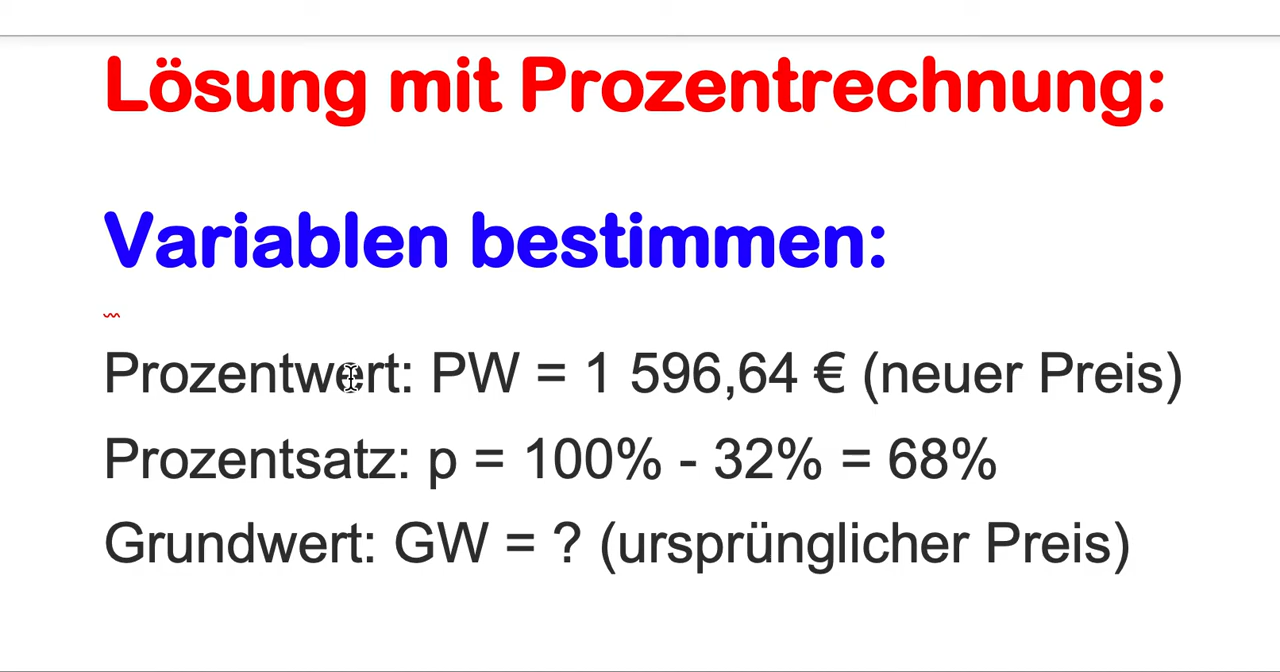 Lösung mit Prozentrechnung:
Variablen bestimmen:
Prozentwert: PW = 1 596,64 € (neuer Preis)
Prozentsatz: p = 100% - 32% = 68%
Grundwert: GW = ? (ursprünglicher Preis)